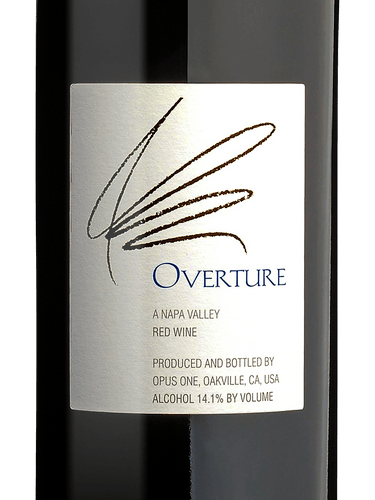 OVERTURE
A NAPA VALLEY
RED WINE
PRODUCED AND BOTTLED BY
OPUS ONE, OAKVILLE, CA, USA
ALCOHOL 14.1% BY VOLUME